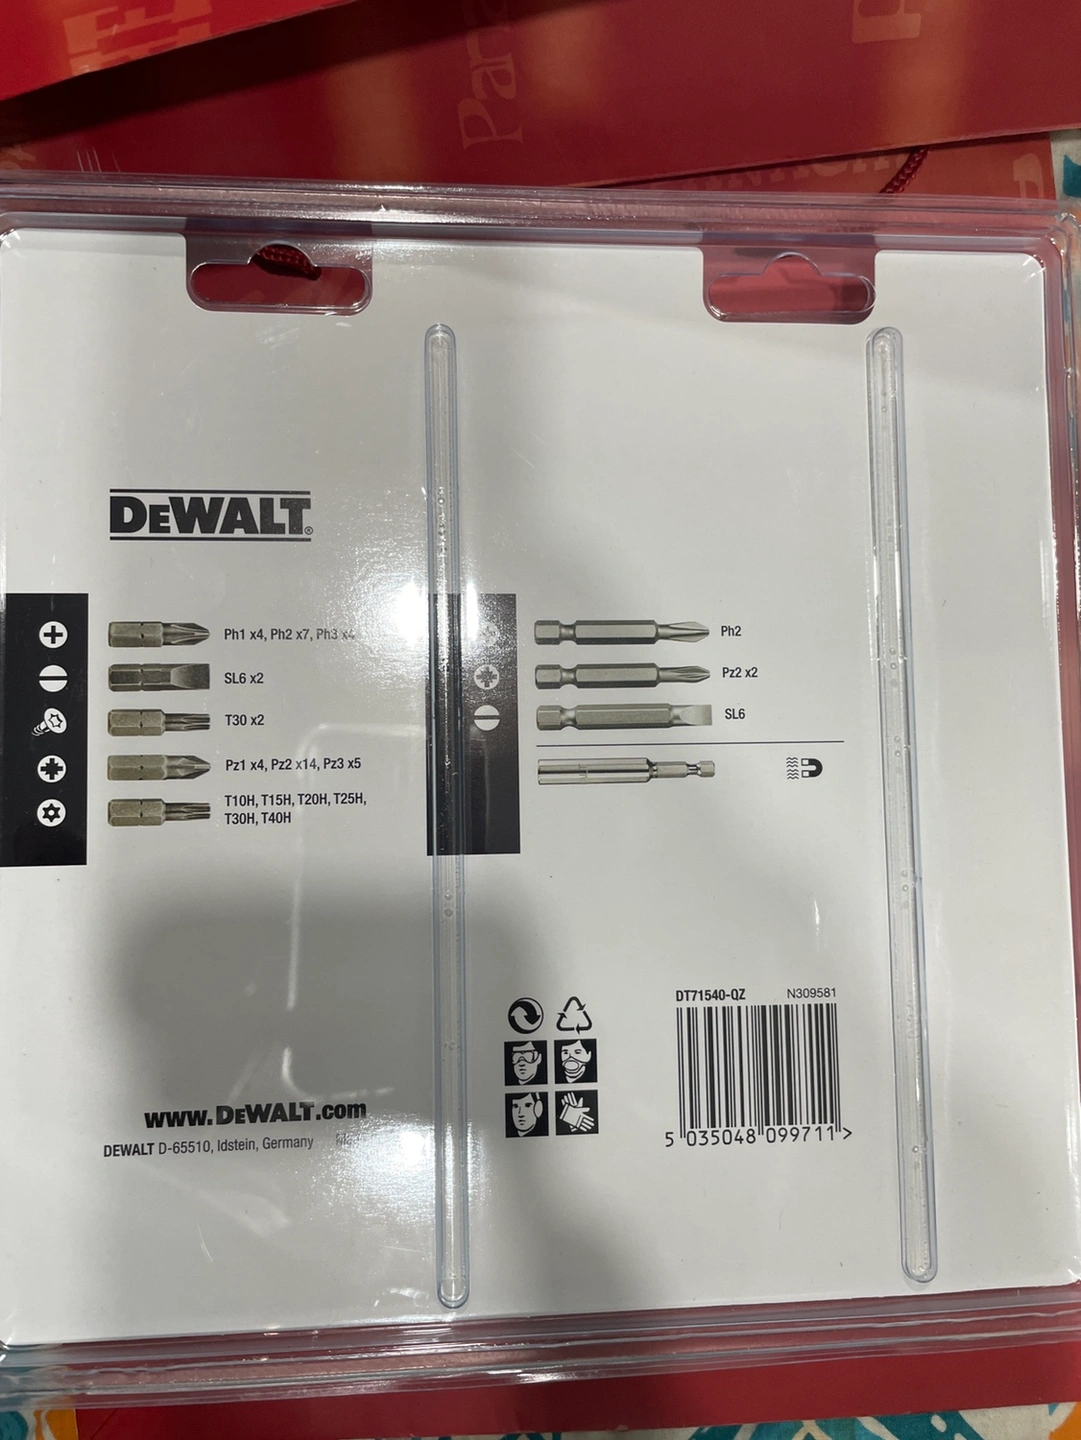 Pana
DEWALT®
Ph1 x4, Ph2 x7, Ph3 x4
SL6 x2
T30 x2
Pz1 x4, Pz2 x14, Pz3 x5
T10H, T15H, T20H, T25H,
T30H, T40H
Ph2
Pz2 x2
SL6
DT71540-QZ N309581
5 035048 099711 >
www.DEWALT.com
DEWALT D-65510, Idstein, Germany